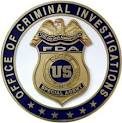 OFFICE OF CRIMINAL INVESTIGATIONS
FDA
US
SPECIAL AGENT